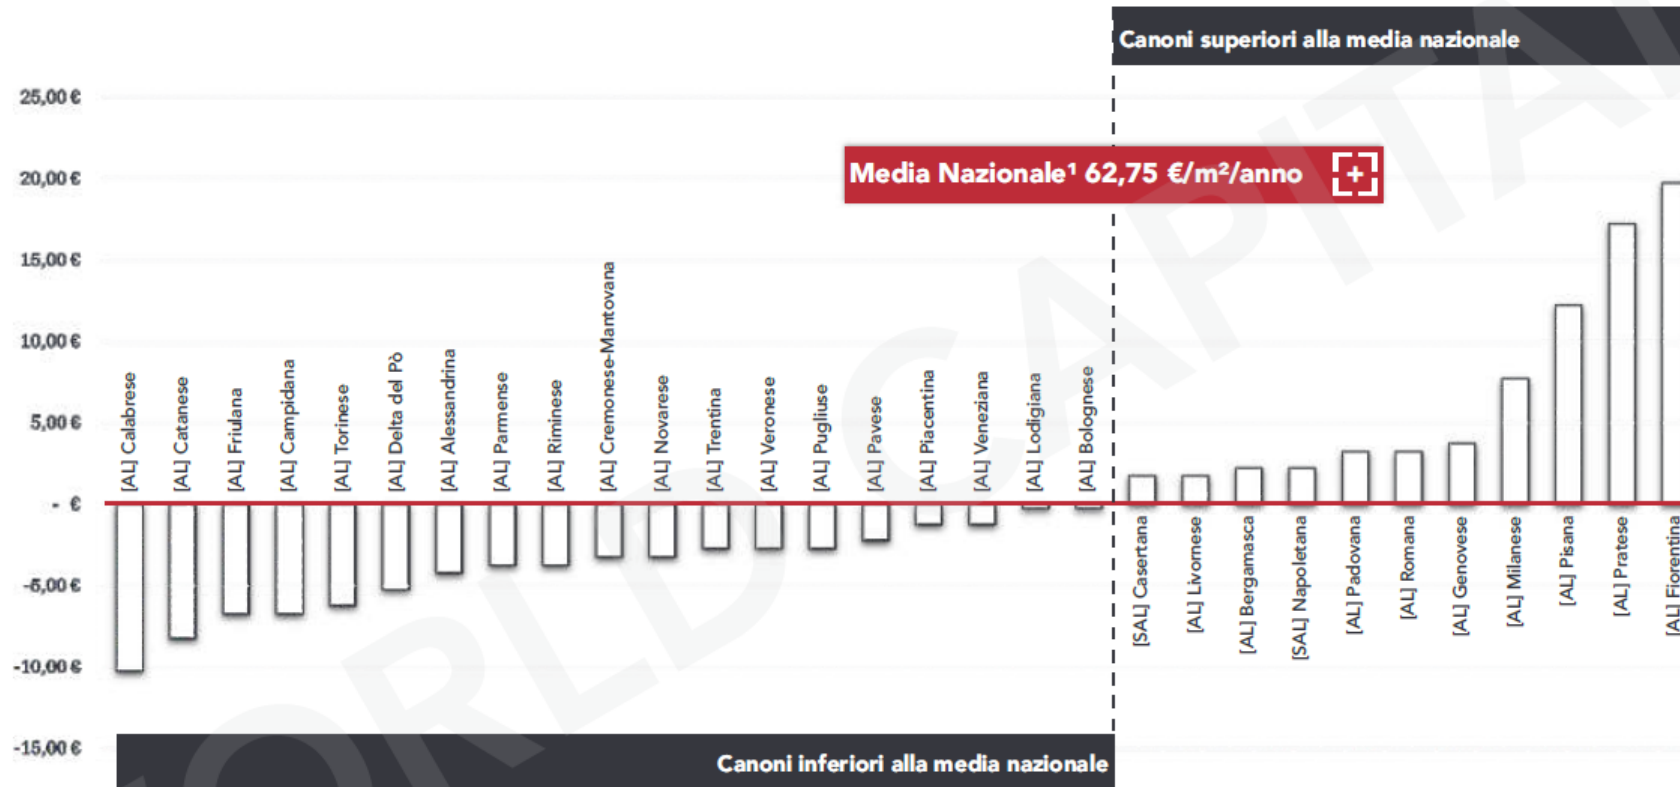 Canoni superiori alla media nazionale
25,00 €
Media Nazionale¹ 62,75 €/m²/anno
20,00 €
15,00 €
10,00 €
5,00 €
- €
-5,00 €
-10,00 €
-15,00 €
[AL] Calabrese
[AL] Catanese
[AL] Friulana
[AL] Campidana
[AL] Torinese
[AL] Delta del Pò
[AL] Alessandrina
[AL] Parmense
[AL] Riminese
[AL] Cremonese-Mantovana
[AL] Novarese
[AL] Trentina
[AL] Veronese
[AL] Pugliuse
[AL] Pavese
[AL] Piacentina
[AL] Veneziana
[AL] Lodigiana
[AL] Bolognese
[SAL] Casertana
[AL] Livornese
[AL] Bergamasca
[SAL] Napoletana
[AL] Padovana
[AL] Romana
[AL] Genovese
[AL] Milanese
[AL] Pisana
[AL] Pratese
[AL] Fiorentina
Canoni inferiori alla media nazionale
WORLD CAPITAL